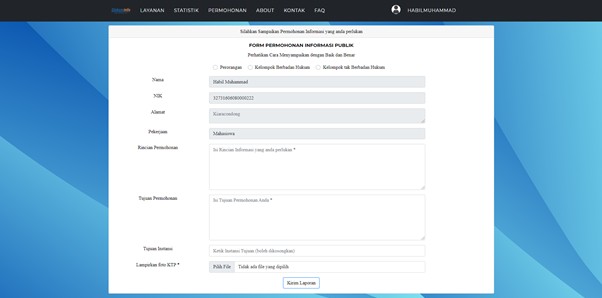 LAYANAN STATISTIK PERMOHONAN ABOUT KONTAK FAQ HABILMUHAMMAD
Silahkan Sampaikan Permohonan Informasi yang anda perlukan
FORM PERMOHONAN INFORMASI PUBLIK
Perhatikan Cara Menyampaikan dengan Baik dan Benar
Perorangan Kelompok Berbadan Hukum Kelompok tak Berbadan Hukum
Nama Habil Muhammad
NIK
Alamat Kiaracondong
Pekerjaan Mahasiswa
Rincian Permohonan Isi Rincian Informasi yang anda perlukan *
Tujuan Permohonan Isi Tujuan Permohonan Anda *
Tujuan Instansi Ketik Instansi Tujuan (boleh dikosongkan)
Lampirkan foto KTP * Pilih File Tidak ada file yang dipilih
Kirim Laporan